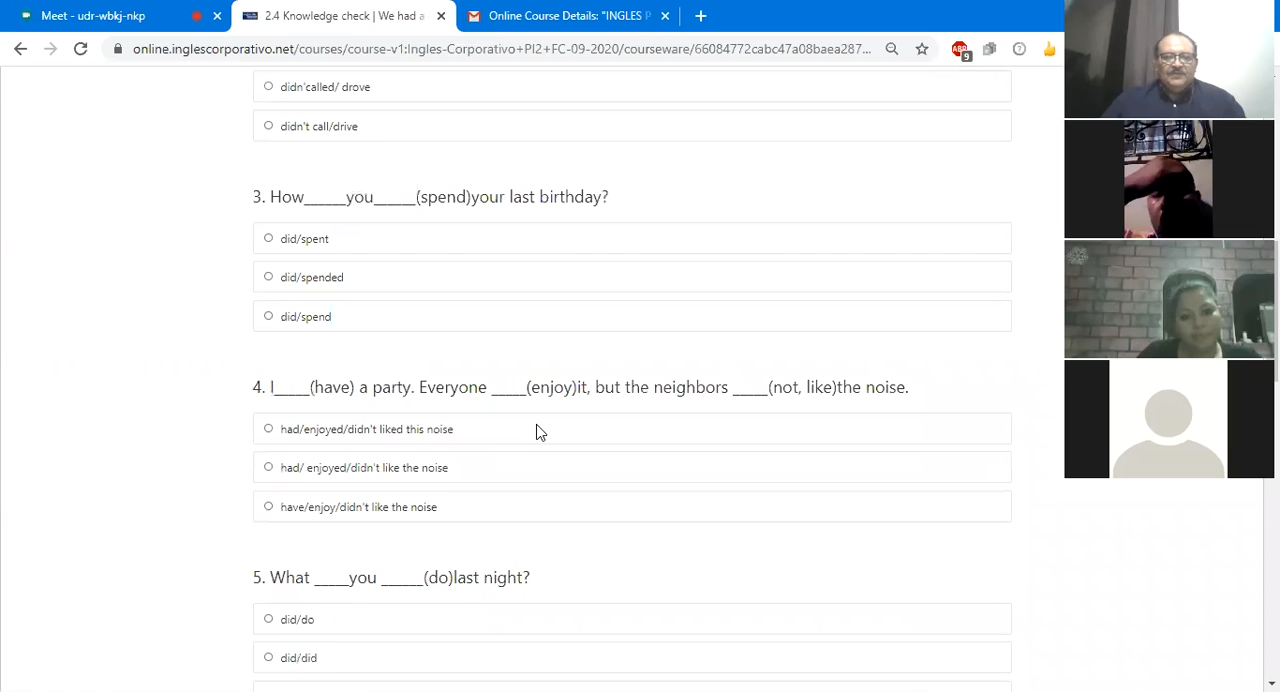 Meet - udr-wbkj-nkp
2.4 Knowledge check | We had a
Online Course Details: "INGLES P
online.inglescorporativo.net/courses/course-v1:Ingles-Corporativo+PI2+FC-09-2020/courseware/66084772cabc47a08baea287...
ABP
9
didn'called/ drove
didn't call/drive
3. How______you______(spend)your last birthday?
did/spent
did/spended
did/spend
4. I_____(have) a party. Everyone _____(enjoy)it, but the neighbors _____(not, like)the noise.
had/enjoyed/didn't liked this noise
had/ enjoyed/didn't like the noise
have/enjoy/didn't like the noise
5. What _____you ______(do)last night?
did/do
did/did